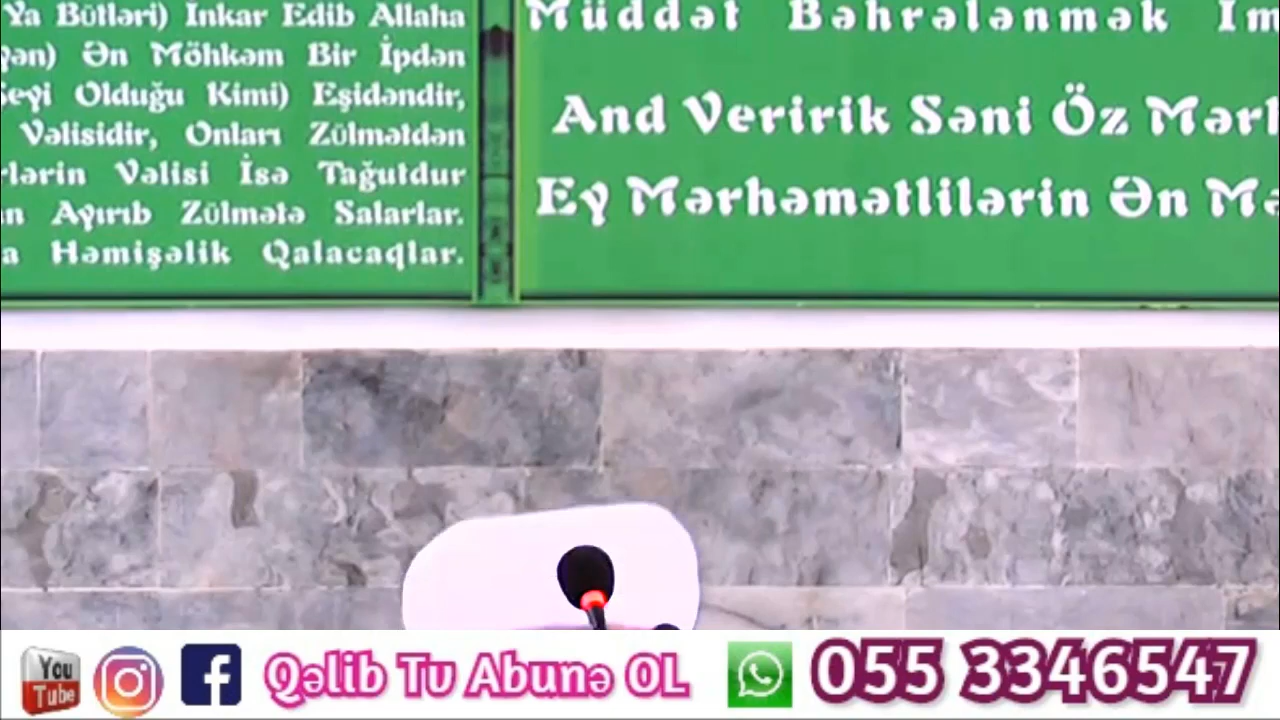 Ya Bütləri) İnkar Edib Allaha
Ən Möhkəm Bir İpdən
Olduğu Kimi) Eşidəndir,
Vəlisidir, Onları Zülmətdən
Vəlisi İsə Tağutdur
Ayırıb Zülmətə Salarlar.
Həmişəlik Qalacaqlar.
Müddət Bəhrələnmək
And Veririk Səni Öz
Ey Mərhəmətlilərin Ən
You
Tube
Qəlib Tv Abunə OL
055 3346547